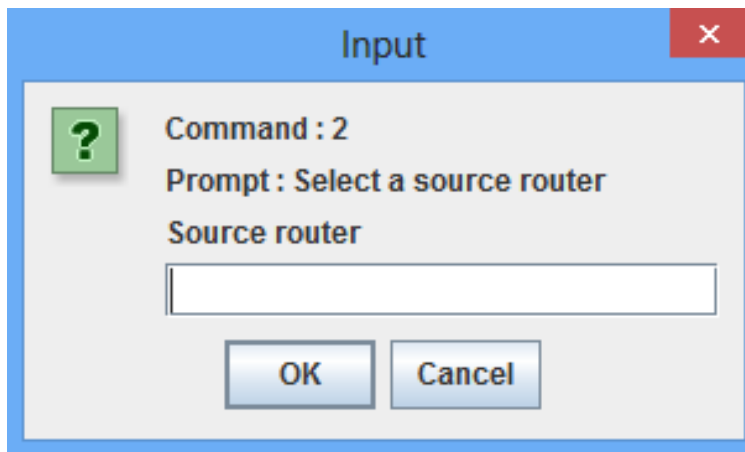 Input
Command : 2
Prompt : Select a source router
Source router
OK
Cancel